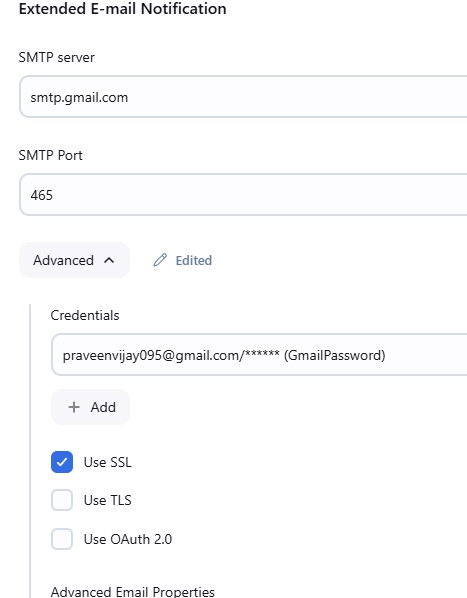 Extended E-mail Notification
SMTP server
smtp.gmail.com
SMTP Port
465
Advanced Edited
Credentials
praveenvijay095@gmail.com/****** (GmailPassword)
+ Add
Use SSL
Use TLS
Use OAuth 2.0
Advanced Email Properties